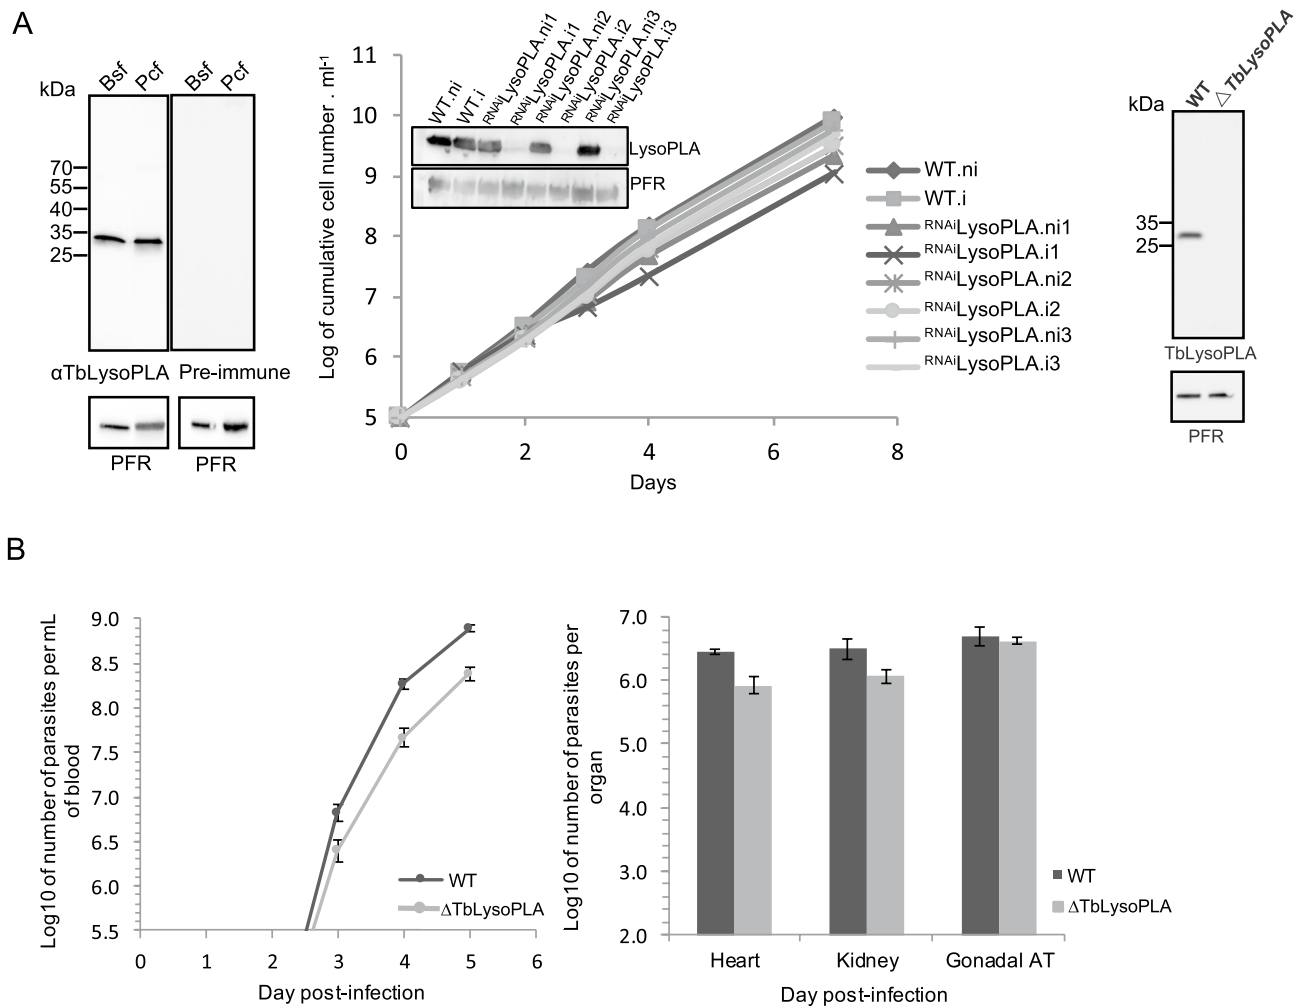 A
kDa
Bsf
Pcf
Bsf
Pcf
70
55
40
35
25
αTbLysoPLA
Pre-immune
PFR
PFR
Log of cumulative cell number . ml-1
11
10
9
8
7
6
5
0
2
4
6
8
Days
WT.ni
WT.i
RNAiLysoPLA.ni1
RNAiLysoPLA.i1
RNAiLysoPLA.ni2
RNAiLysoPLA.i2
RNAiLysoPLA.ni3
RNAiLysoPLA.i3
LysoPLA
PFR
WT.ni
WT.i
RNAiLysoPLA.ni1
RNAiLysoPLA.i1
RNAiLysoPLA.ni2
RNAiLysoPLA.i2
RNAiLysoPLA.ni3
RNAiLysoPLA.i3
kDa
WT
△TbLysoPLA
35
25
TbLysoPLA
PFR
B
Log10 of number of parasites per mL
of blood
9.0
8.5
8.0
7.5
7.0
6.5
6.0
5.5
0
1
2
3
4
5
6
Day post-infection
WT
ΔTbLysoPLA
Log10 of number of parasites per
organ
7.0
6.0
5.0
4.0
3.0
2.0
Heart
Kidney
Gonadal AT
Day post-infection
WT
ΔTbLysoPLA